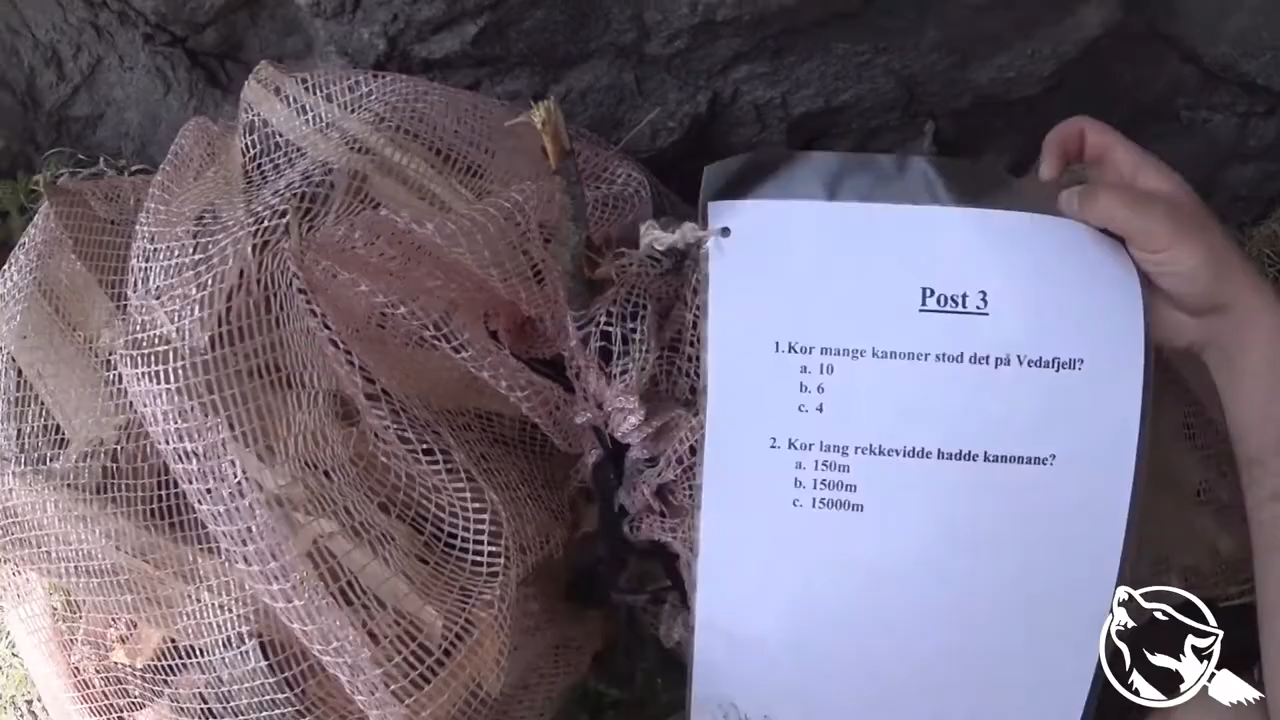 Post 3
1. Kor mange kanoner stod det på Vedafjell?
a. 10
b. 6
c. 4
2. Kor lang rekkevidde hadde kanonane?
a. 150m
b. 1500m
c. 15000m